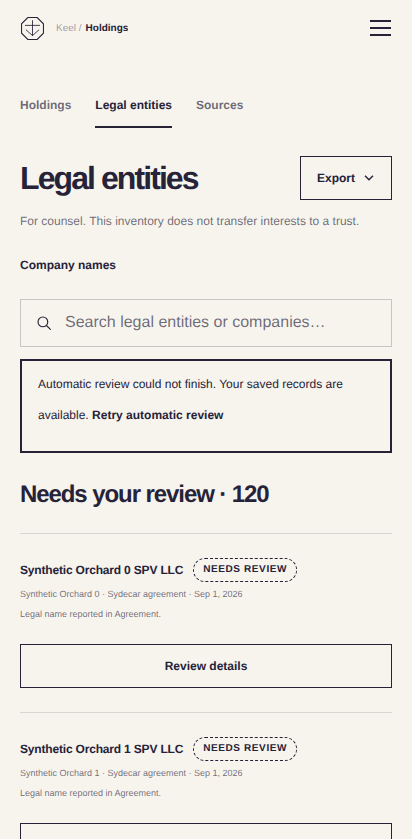 Keel / Holdings
Holdings Legal entities Sources
Legal entities
Export
For counsel. This inventory does not transfer interests to a trust.
Company names
Search legal entities or companies…
Automatic review could not finish. Your saved records are
available. Retry automatic review
Needs your review · 120
Synthetic Orchard 0 SPV LLC NEEDS REVIEW
Synthetic Orchard 0 · Sydecar agreement · Sep 1, 2026
Legal name reported in Agreement.
Review details
Synthetic Orchard 1 SPV LLC NEEDS REVIEW
Synthetic Orchard 1 · Sydecar agreement · Sep 1, 2026
Legal name reported in Agreement.